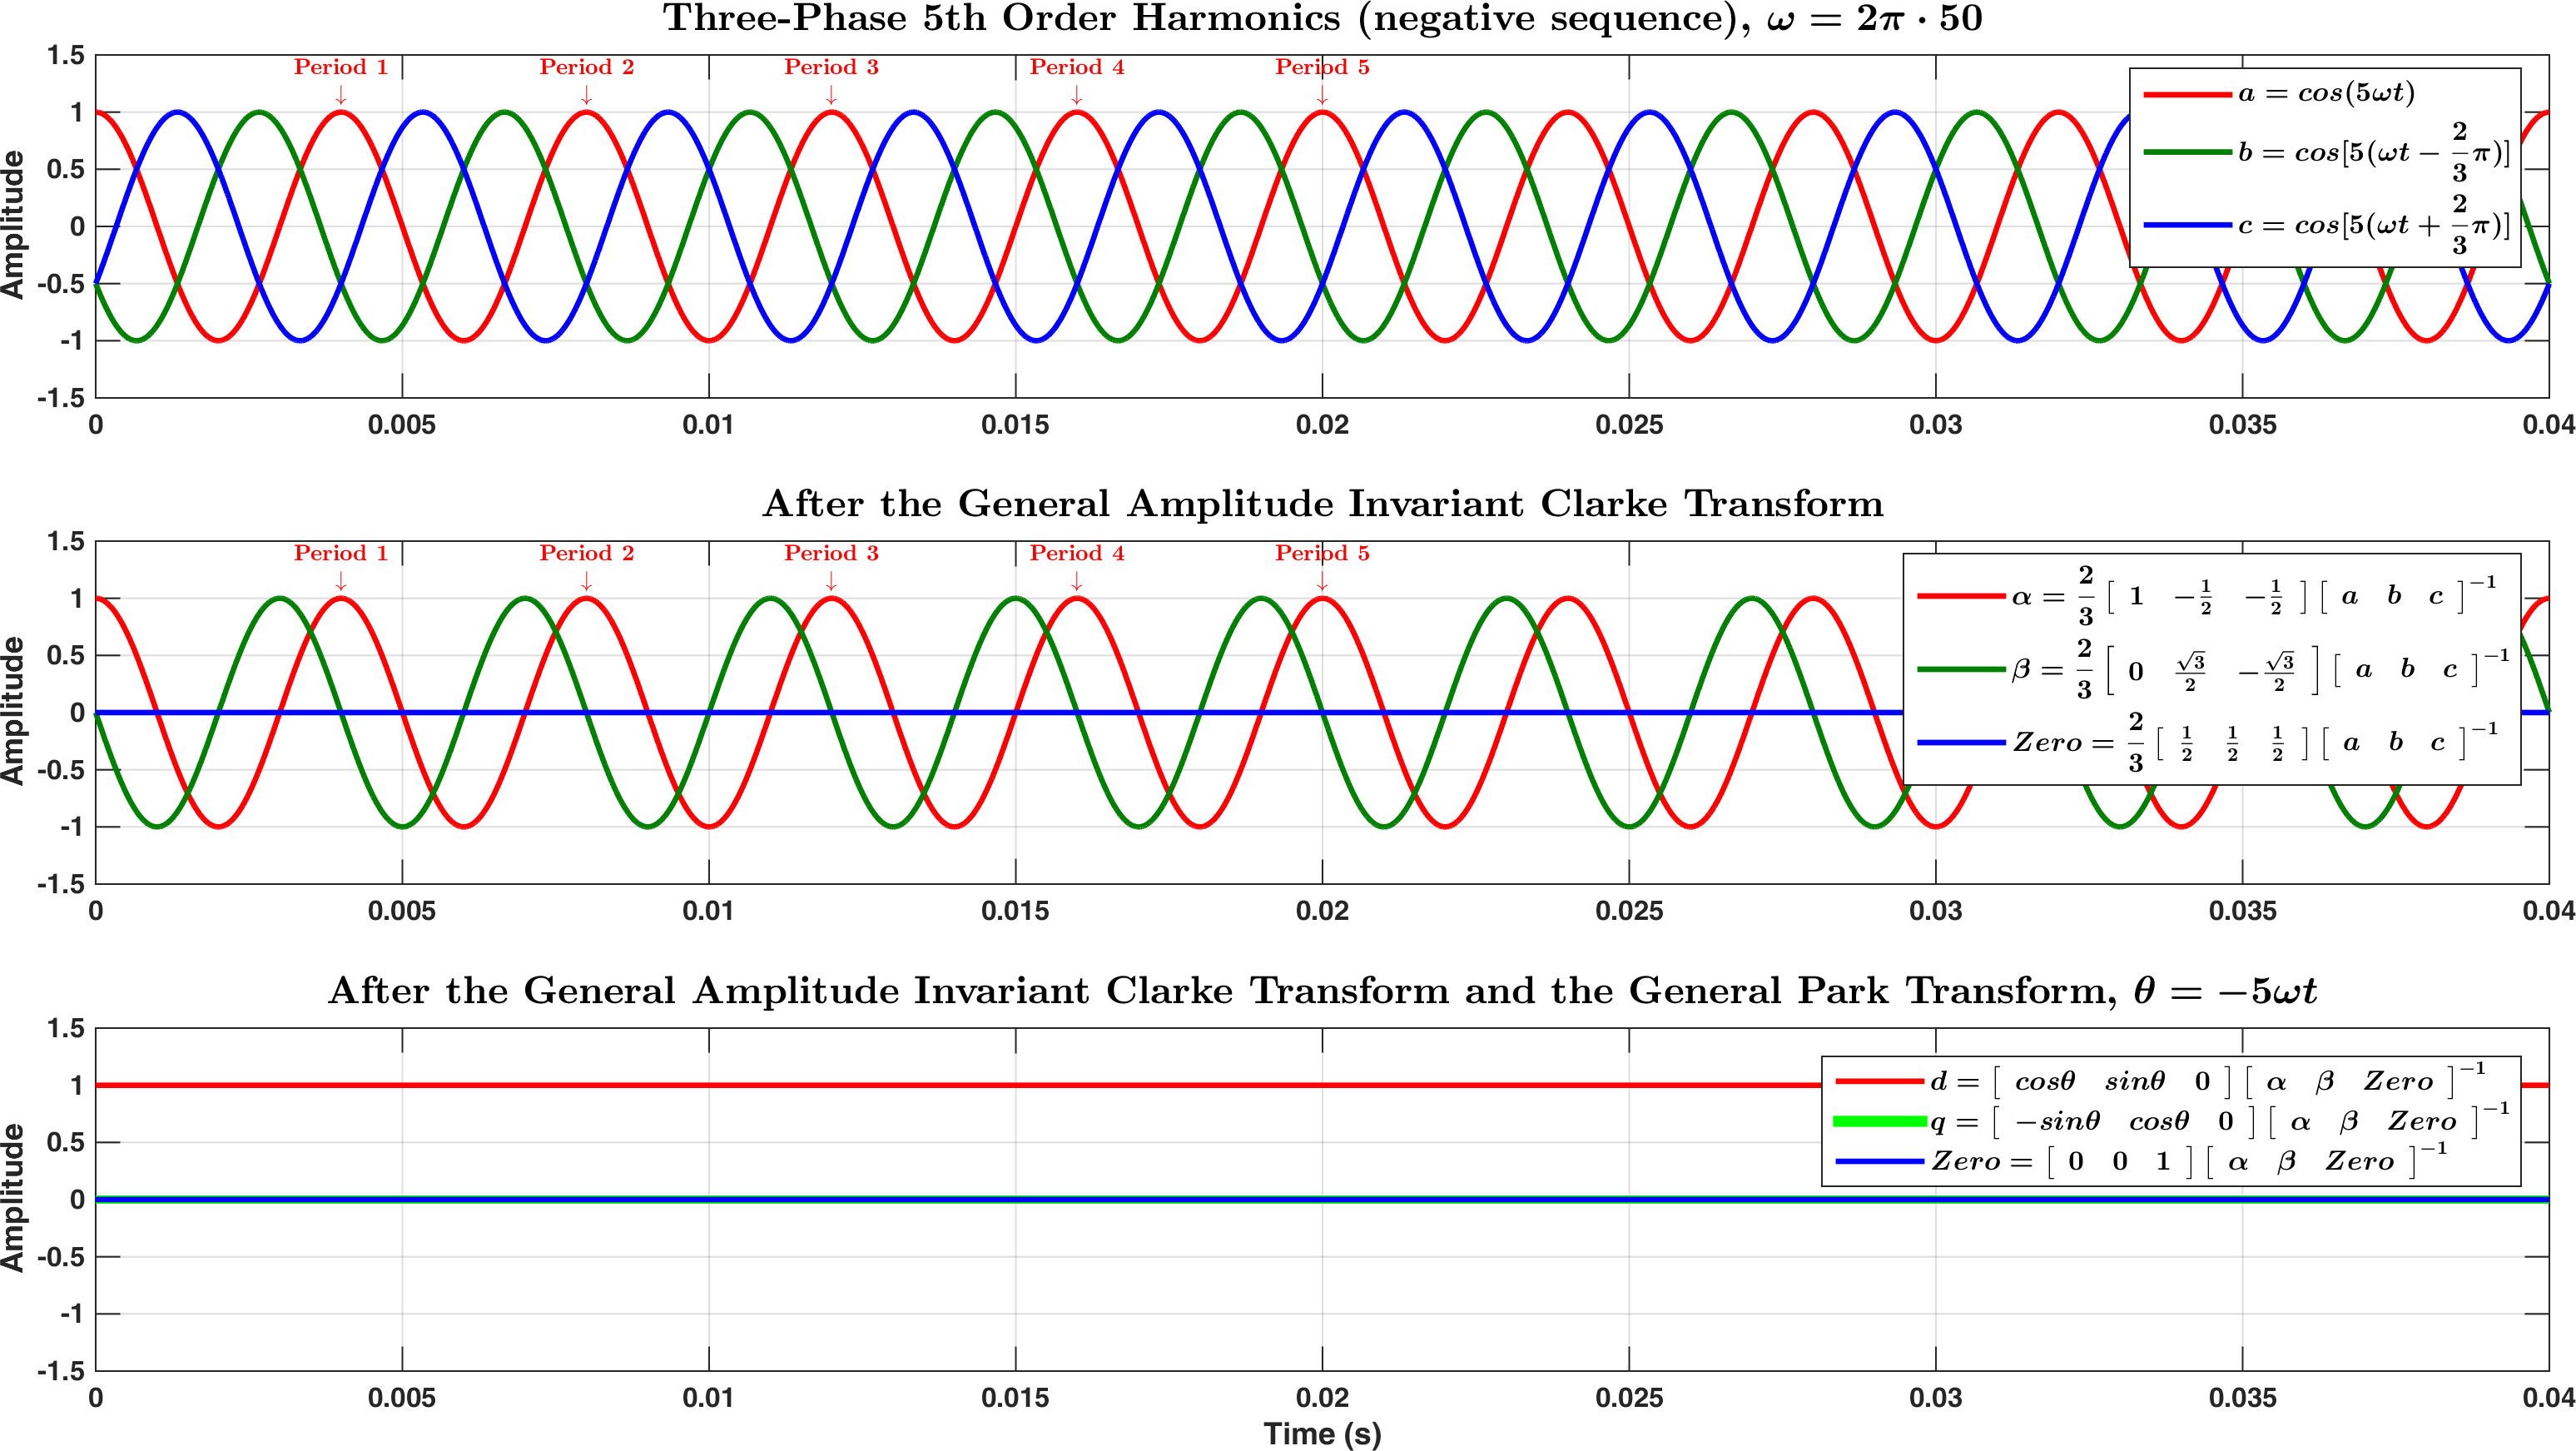 Three-Phase 5th Order Harmonics (negative sequence), ω = 2π · 50
1.5
1
0.5
0
-0.5
-1
-1.5
Amplitude
Period 1
↓
Period 2
↓
Period 3
↓
Period 4
↓
Period 5
↓
a = cos(5ωt)
b = cos[5(ωt − 2/3 π)]
c = cos[5(ωt + 2/3 π)]
0 0.005 0.01 0.015 0.02 0.025 0.03 0.035 0.04
After the General Amplitude Invariant Clarke Transform
1.5
1
0.5
0
-0.5
-1
-1.5
Amplitude
Period 1
↓
Period 2
↓
Period 3
↓
Period 4
↓
Period 5
↓
α = 2/3 [ 1 −1/2 −1/2 ] [ a b c ]⁻¹
β = 2/3 [ 0 √3/2 −√3/2 ] [ a b c ]⁻¹
Zero = 2/3 [ 1/2 1/2 1/2 ] [ a b c ]⁻¹
0 0.005 0.01 0.015 0.02 0.025 0.03 0.035 0.04
After the General Amplitude Invariant Clarke Transform and the General Park Transform, θ = −5ωt
1.5
1
0.5
0
-0.5
-1
-1.5
Amplitude
d = [ cosθ sinθ 0 ] [ α β Zero ]⁻¹
q = [ −sinθ cosθ 0 ] [ α β Zero ]⁻¹
Zero = [ 0 0 1 ] [ α β Zero ]⁻¹
0 0.005 0.01 0.015 0.02 0.025 0.03 0.035 0.04
Time (s)